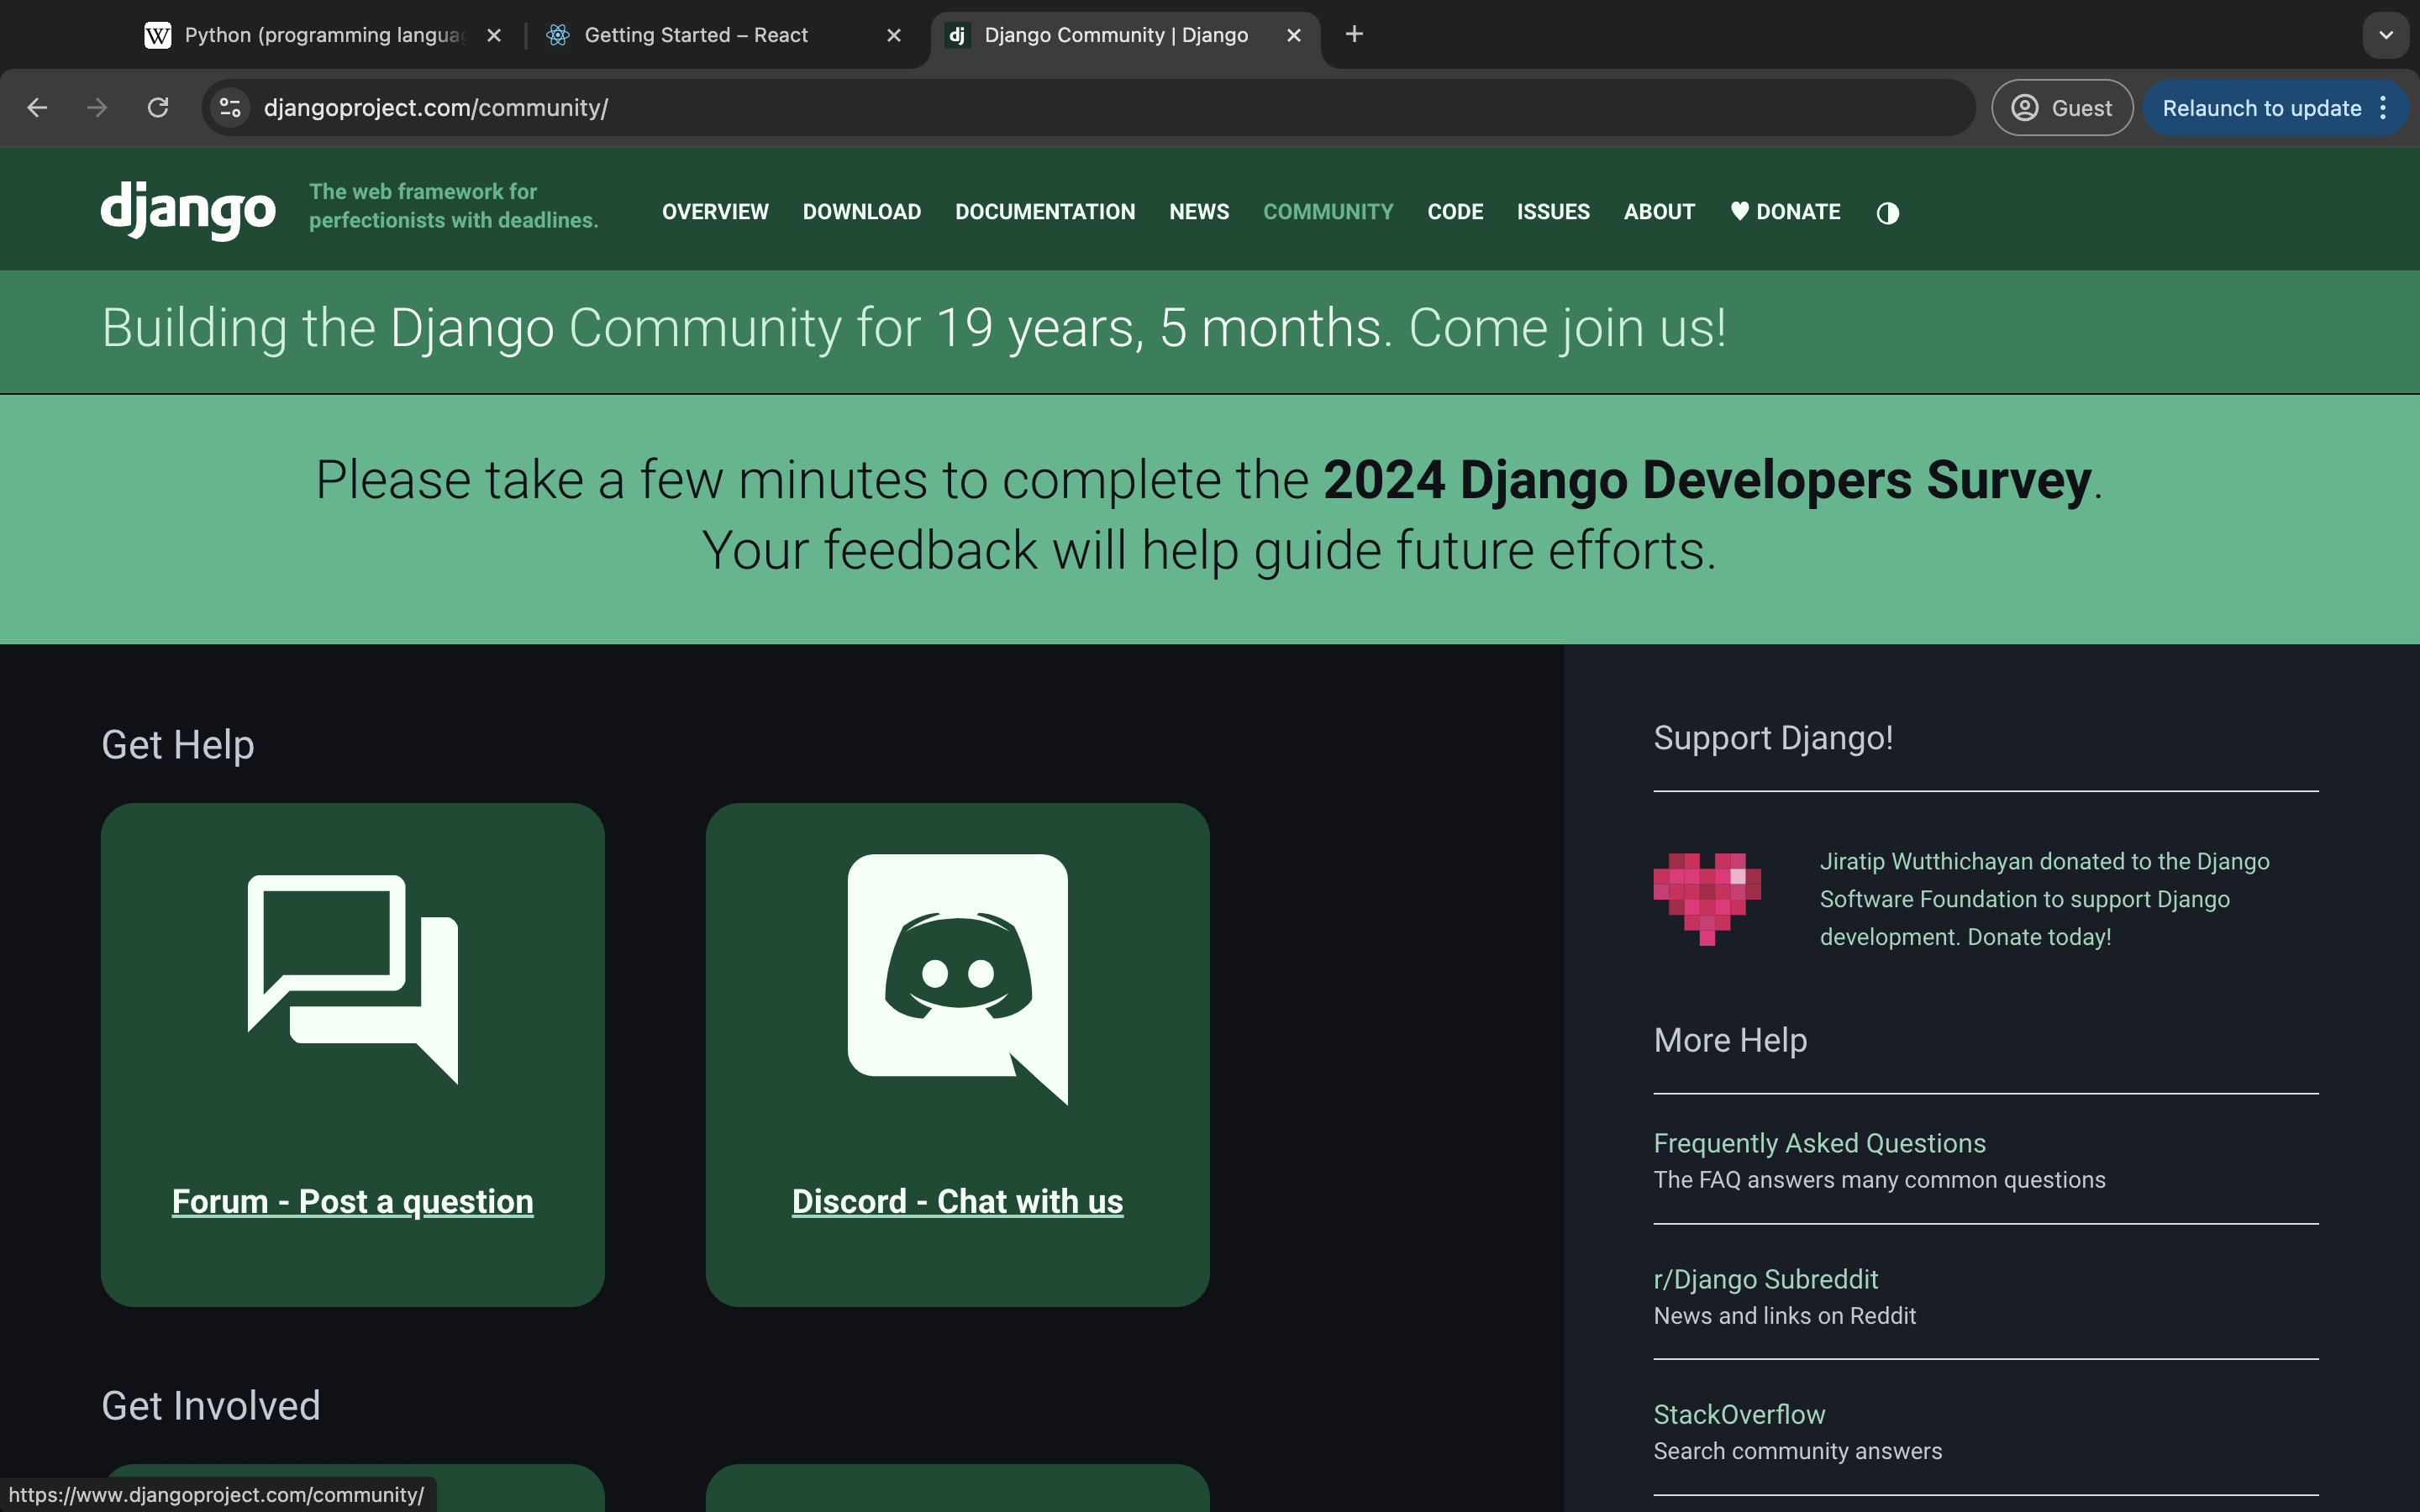 Python (programming langua
Getting Started – React
Django Community | Django
djangoproject.com/community/
Guest
Relaunch to update
django
The web framework for
perfectionists with deadlines.
OVERVIEW
DOWNLOAD
DOCUMENTATION
NEWS
COMMUNITY
CODE
ISSUES
ABOUT
♥ DONATE
Building the Django Community for 19 years, 5 months. Come join us!
Please take a few minutes to complete the 2024 Django Developers Survey.
Your feedback will help guide future efforts.
Get Help
Forum - Post a question
Discord - Chat with us
Get Involved
Support Django!
Jiratip Wutthichayan donated to the Django
Software Foundation to support Django
development. Donate today!
More Help
Frequently Asked Questions
The FAQ answers many common questions
r/Django Subreddit
News and links on Reddit
StackOverflow
Search community answers
https://www.djangoproject.com/community/